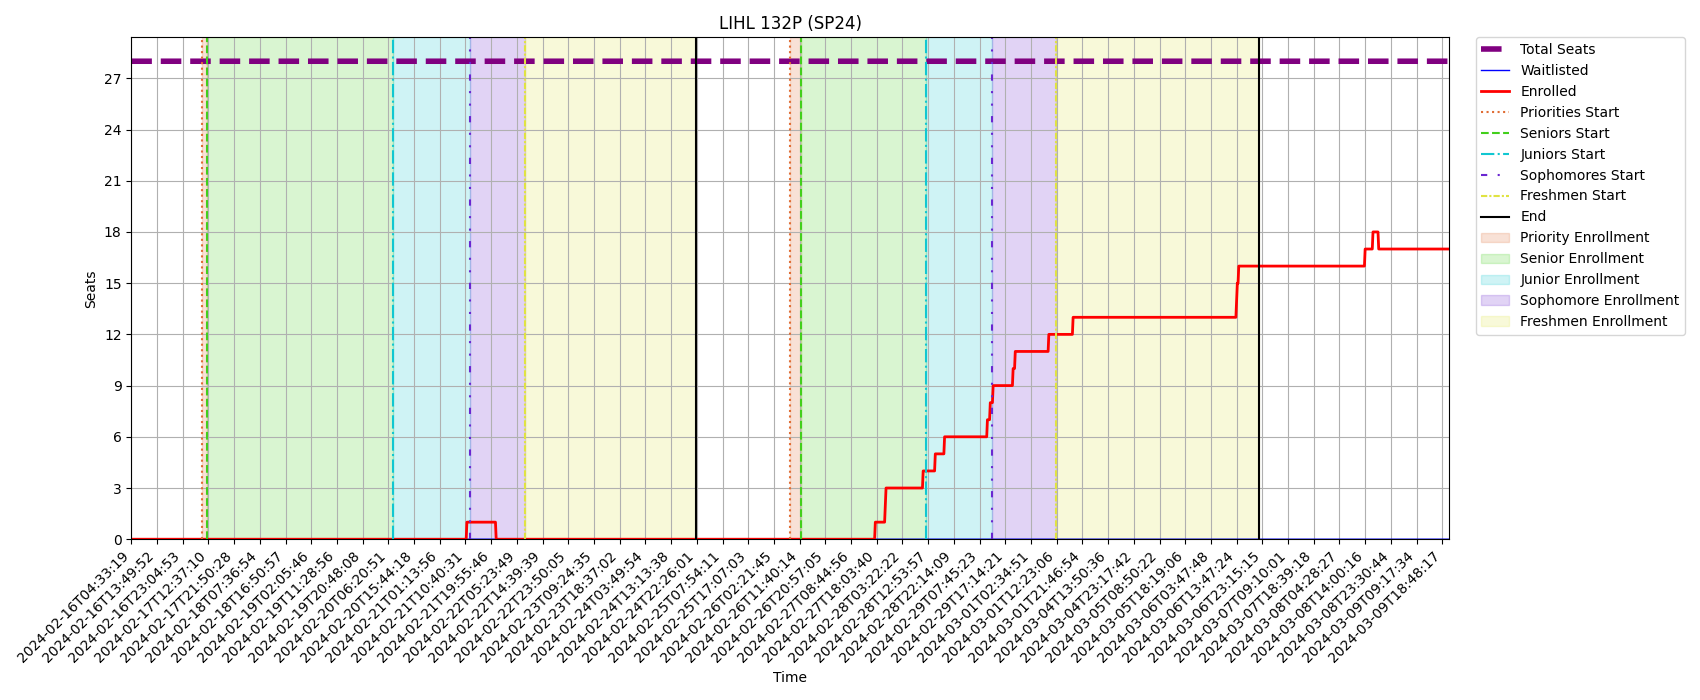 LIHL 132P (SP24)
Seats
27
24
21
18
15
12
9
6
3
0
2024-02-16T04:33:19
2024-02-16T13:49:52
2024-02-16T23:04:53
2024-02-17T12:37:10
2024-02-17T21:50:28
2024-02-18T07:36:54
2024-02-18T16:50:57
2024-02-19T02:05:46
2024-02-19T11:28:56
2024-02-19T20:48:08
2024-02-20T06:20:51
2024-02-20T15:44:18
2024-02-21T01:13:56
2024-02-21T10:40:31
2024-02-21T19:55:46
2024-02-22T05:23:49
2024-02-22T14:39:39
2024-02-22T23:50:05
2024-02-23T09:24:35
2024-02-23T18:37:02
2024-02-24T03:49:54
2024-02-24T13:13:38
2024-02-24T22:26:01
2024-02-25T07:54:11
2024-02-25T17:07:03
2024-02-26T02:21:45
2024-02-26T11:40:14
2024-02-26T20:57:05
2024-02-27T08:44:56
2024-02-27T18:03:40
2024-02-28T03:22:22
2024-02-28T12:53:57
2024-02-28T22:14:09
2024-02-29T07:45:23
2024-02-29T17:14:21
2024-03-01T02:34:51
2024-03-01T12:23:06
2024-03-01T21:46:54
2024-03-04T13:50:36
2024-03-04T23:17:42
2024-03-05T08:50:22
2024-03-05T18:19:06
2024-03-06T03:47:48
2024-03-06T13:47:24
2024-03-06T23:15:15
2024-03-07T09:10:01
2024-03-07T18:39:18
2024-03-08T04:28:27
2024-03-08T14:00:16
2024-03-08T23:30:44
2024-03-09T09:17:34
2024-03-09T18:48:17
Time
Total Seats
Waitlisted
Enrolled
Priorities Start
Seniors Start
Juniors Start
Sophomores Start
Freshmen Start
End
Priority Enrollment
Senior Enrollment
Junior Enrollment
Sophomore Enrollment
Freshmen Enrollment